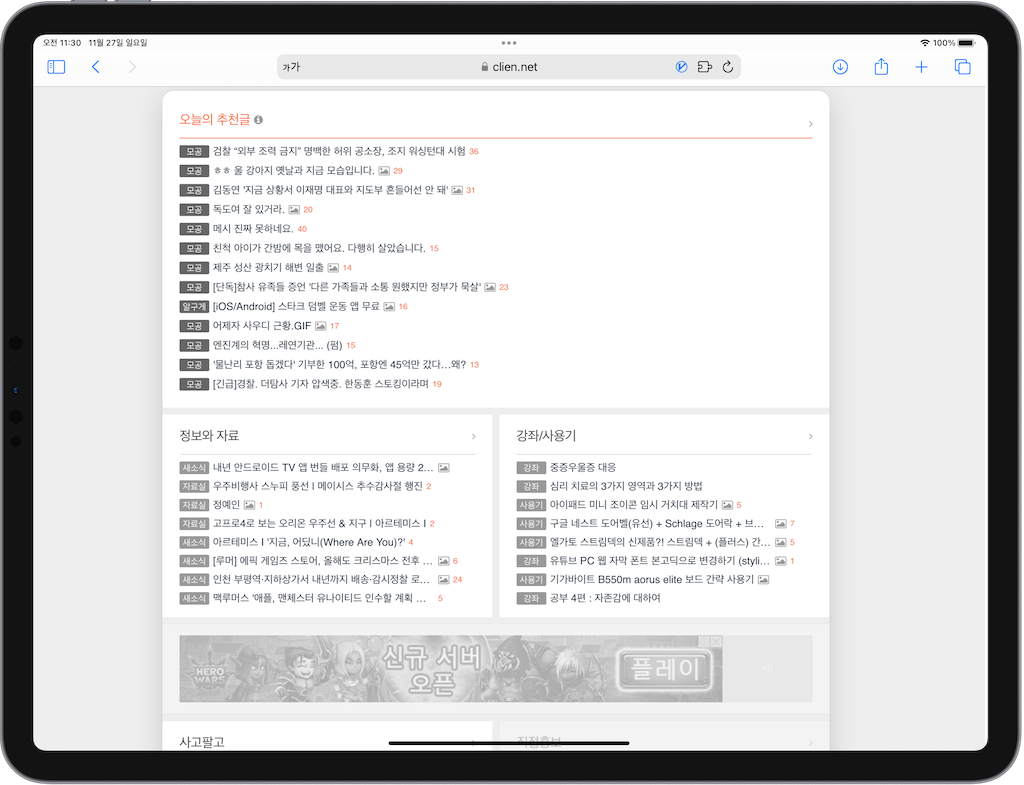 오전 11:30 11월 27일 일요일
100%
가가
clien.net
오늘의 추천글
모공 검찰 “외부 조력 금지” 명백한 허위 공소장, 조지 워싱턴대 시험 36
모공 ㅎㅎ 울 강아지 옛날과 지금 모습입니다. 29
모공 김동연 '지금 상황서 이재명 대표와 지도부 흔들어선 안 돼' 31
모공 독도여 잘 있거라. 20
모공 메시 진짜 못하네요. 40
모공 친척 아이가 간밤에 목을 맸어요. 다행히 살았습니다. 15
모공 제주 성산 광치기 해변 일출 14
모공 [단독]참사 유족들 증언 '다른 가족들과 소통 원했지만 정부가 묵살' 23
알구게 [iOS/Android] 스타크 덤벨 운동 앱 무료 16
모공 어제자 사우디 근황.GIF 17
모공 엔진계의 혁명...레연기관... (펌) 15
모공 '물난리 포항 돕겠다' 기부한 100억, 포항엔 45억만 갔다…왜? 13
모공 [긴급]경찰. 더탐사 기자 압색중. 한동훈 스토킹이라며 19
정보와 자료
새소식 내년 안드로이드 TV 앱 번들 배포 의무화, 앱 용량 2...
자료실 우주비행사 스누피 풍선 l 메이시스 추수감사절 행진 2
자료실 정예인 1
자료실 고프로4로 보는 오리온 우주선 & 지구 l 아르테미스 I 2
새소식 아르테미스 I '지금, 어딨니(Where Are You)?' 4
새소식 [루머] 에픽 게임즈 스토어, 올해도 크리스마스 전후 ... 6
새소식 인천 부평역·지하상가서 내년까지 배송·감시정찰 로... 24
새소식 맥루머스 '애플, 맨체스터 유나이티드 인수할 계획 ... 5
강좌/사용기
강좌 중증우울증 대응
강좌 심리 치료의 3가지 영역과 3가지 방법
사용기 아이패드 미니 조이콘 임시 거치대 제작기 5
사용기 구글 네스트 도어벨(유선) + Schlage 도어락 + 브... 7
사용기 엘가토 스트림덱의 신제품?! 스트림덱 + (플러스) 간... 5
강좌 유튜브 PC 웹 자막 폰트 본고딕으로 변경하기 (styli... 1
사용기 기가바이트 B550m aorus elite 보드 간략 사용기
강좌 공부 4편 : 자존감에 대하여
HERO WARS
신규 서버
오픈
플레이
AD
사고팔고
직접홍보